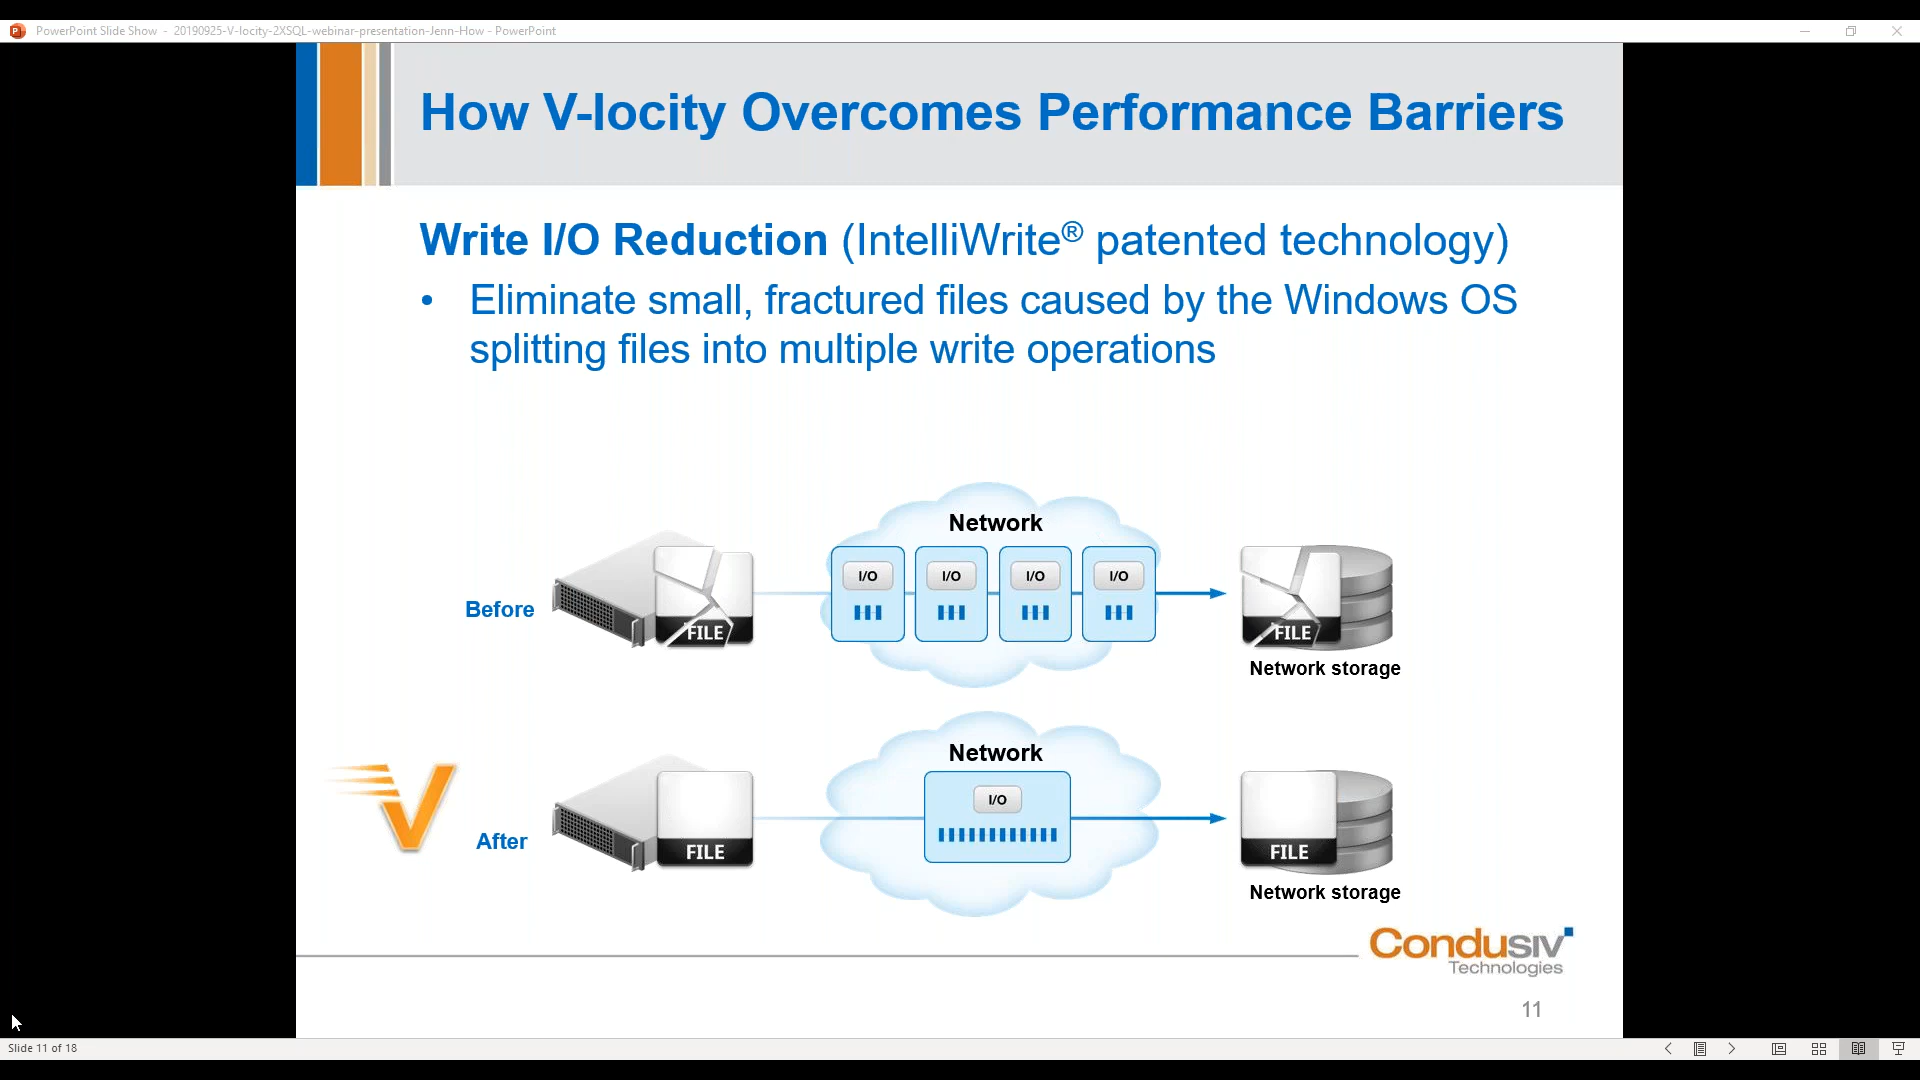 PowerPoint Slide Show - 20190925-V-locity-2XSQL-webinar-presentation-Jenn-How - PowerPoint
How V-locity Overcomes Performance Barriers
Write I/O Reduction (IntelliWrite® patented technology)
• Eliminate small, fractured files caused by the Windows OS
splitting files into multiple write operations
Network
I/O I/O I/O I/O
Before
FILE FILE
Network storage
Network
I/O
After
FILE FILE
Network storage
Condusiv
Technologies
11
Slide 11 of 18